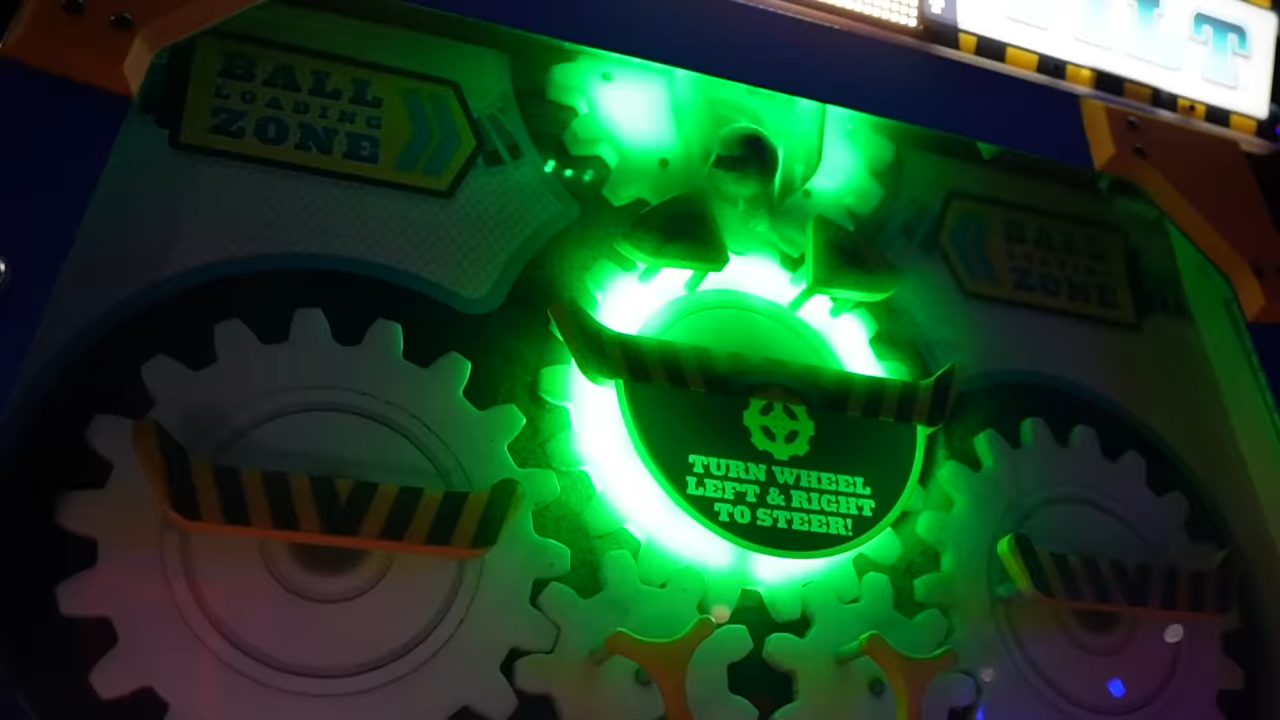 BALL
LOADING
ZONE
BALL
LOADING
ZONE
TURN WHEEL
LEFT & RIGHT
TO STEER!